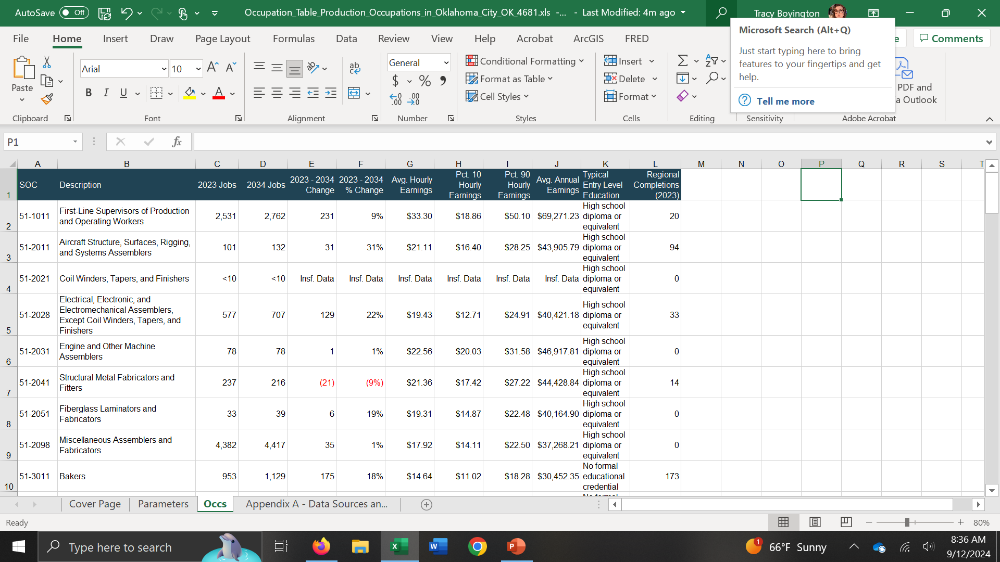 AutoSave Off Occupation_Table_Production_Occupations_in_Oklahoma_City_OK_4681.xls -... - Last Modified: 4m ago Tracy Boyington
File Home Insert Draw Page Layout Formulas Data Review View Help Acrobat ArcGIS FRED Comments
Microsoft Search (Alt+Q)
Just start typing here to bring
features to your fingertips and get
help.
Tell me more
Paste
Arial 10
B I U
ab
General
$ % 9
Conditional Formatting
Format as Table
Cell Styles
Insert
Delete
Format
PDF and
a Outlook
Clipboard Font Alignment Number Styles Cells Editing Sensitivity Adobe Acrobat
P1 fx
A B C D E F G H I J K L M N O P Q R S T
1 SOC Description 2023 Jobs 2034 Jobs 2023 - 2034 Change 2023 - 2034 % Change Avg. Hourly Earnings Pct. 10 Hourly Earnings Pct. 90 Hourly Earnings Avg. Annual Earnings Typical Entry Level Education Regional Completions (2023)
2 51-1011 First-Line Supervisors of Production and Operating Workers 2,531 2,762 231 9% $33.30 $18.86 $50.10 $69,271.23 High school diploma or equivalent 20
3 51-2011 Aircraft Structure, Surfaces, Rigging, and Systems Assemblers 101 132 31 31% $21.11 $16.40 $28.25 $43,905.79 High school diploma or equivalent 94
4 51-2021 Coil Winders, Tapers, and Finishers <10 <10 Insf. Data Insf. Data Insf. Data Insf. Data Insf. Data Insf. Data High school diploma or equivalent 0
5 51-2028 Electrical, Electronic, and Electromechanical Assemblers, Except Coil Winders, Tapers, and Finishers 577 707 129 22% $19.43 $12.71 $24.91 $40,421.18 High school diploma or equivalent 33
6 51-2031 Engine and Other Machine Assemblers 78 78 1 1% $22.56 $20.03 $31.58 $46,917.81 High school diploma or equivalent 0
7 51-2041 Structural Metal Fabricators and Fitters 237 216 (21) (9%) $21.36 $17.42 $27.22 $44,428.84 High school diploma or equivalent 14
8 51-2051 Fiberglass Laminators and Fabricators 33 39 6 19% $19.31 $14.87 $22.48 $40,164.90 High school diploma or equivalent 0
9 51-2098 Miscellaneous Assemblers and Fabricators 4,382 4,417 35 1% $17.92 $14.11 $22.50 $37,268.21 High school diploma or equivalent 0
10 51-3011 Bakers 953 1,129 175 18% $14.64 $11.02 $18.28 $30,452.35 No formal educational credential 173
Cover Page Parameters Occs Appendix A - Data Sources an...
Ready 80%
Type here to search 66°F Sunny 8:36 AM
9/12/2024